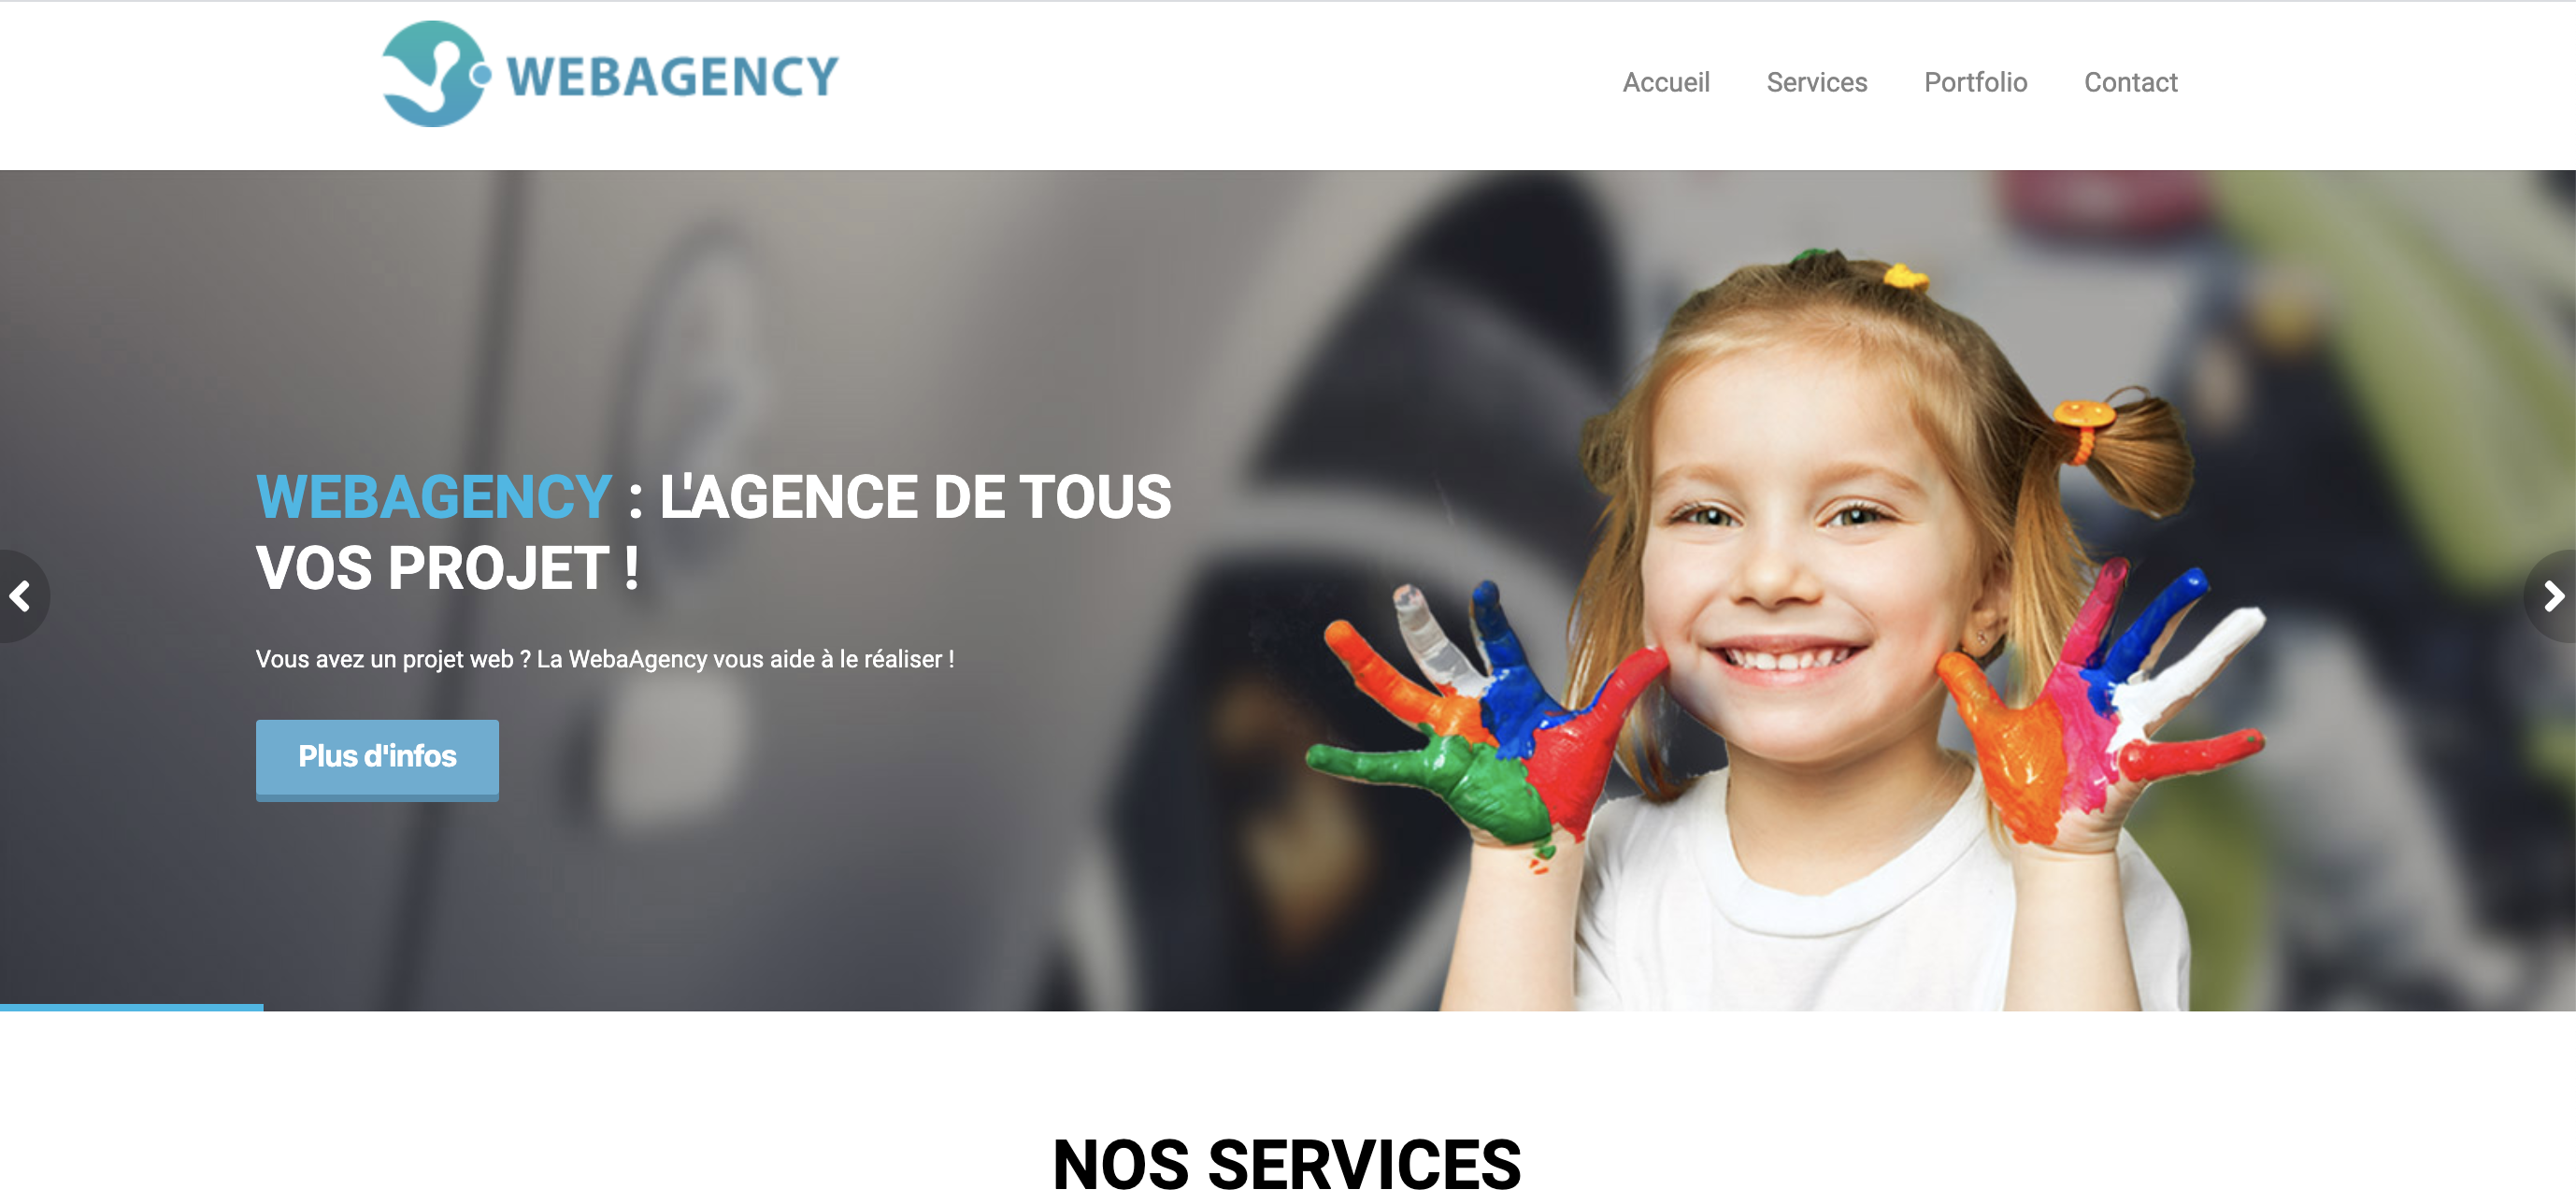 WEBAGENCY
Accueil Services Portfolio Contact
WEBAGENCY : L'AGENCE DE TOUS
VOS PROJET !
Vous avez un projet web ? La WebaAgency vous aide à le réaliser !
Plus d'infos
NOS SERVICES